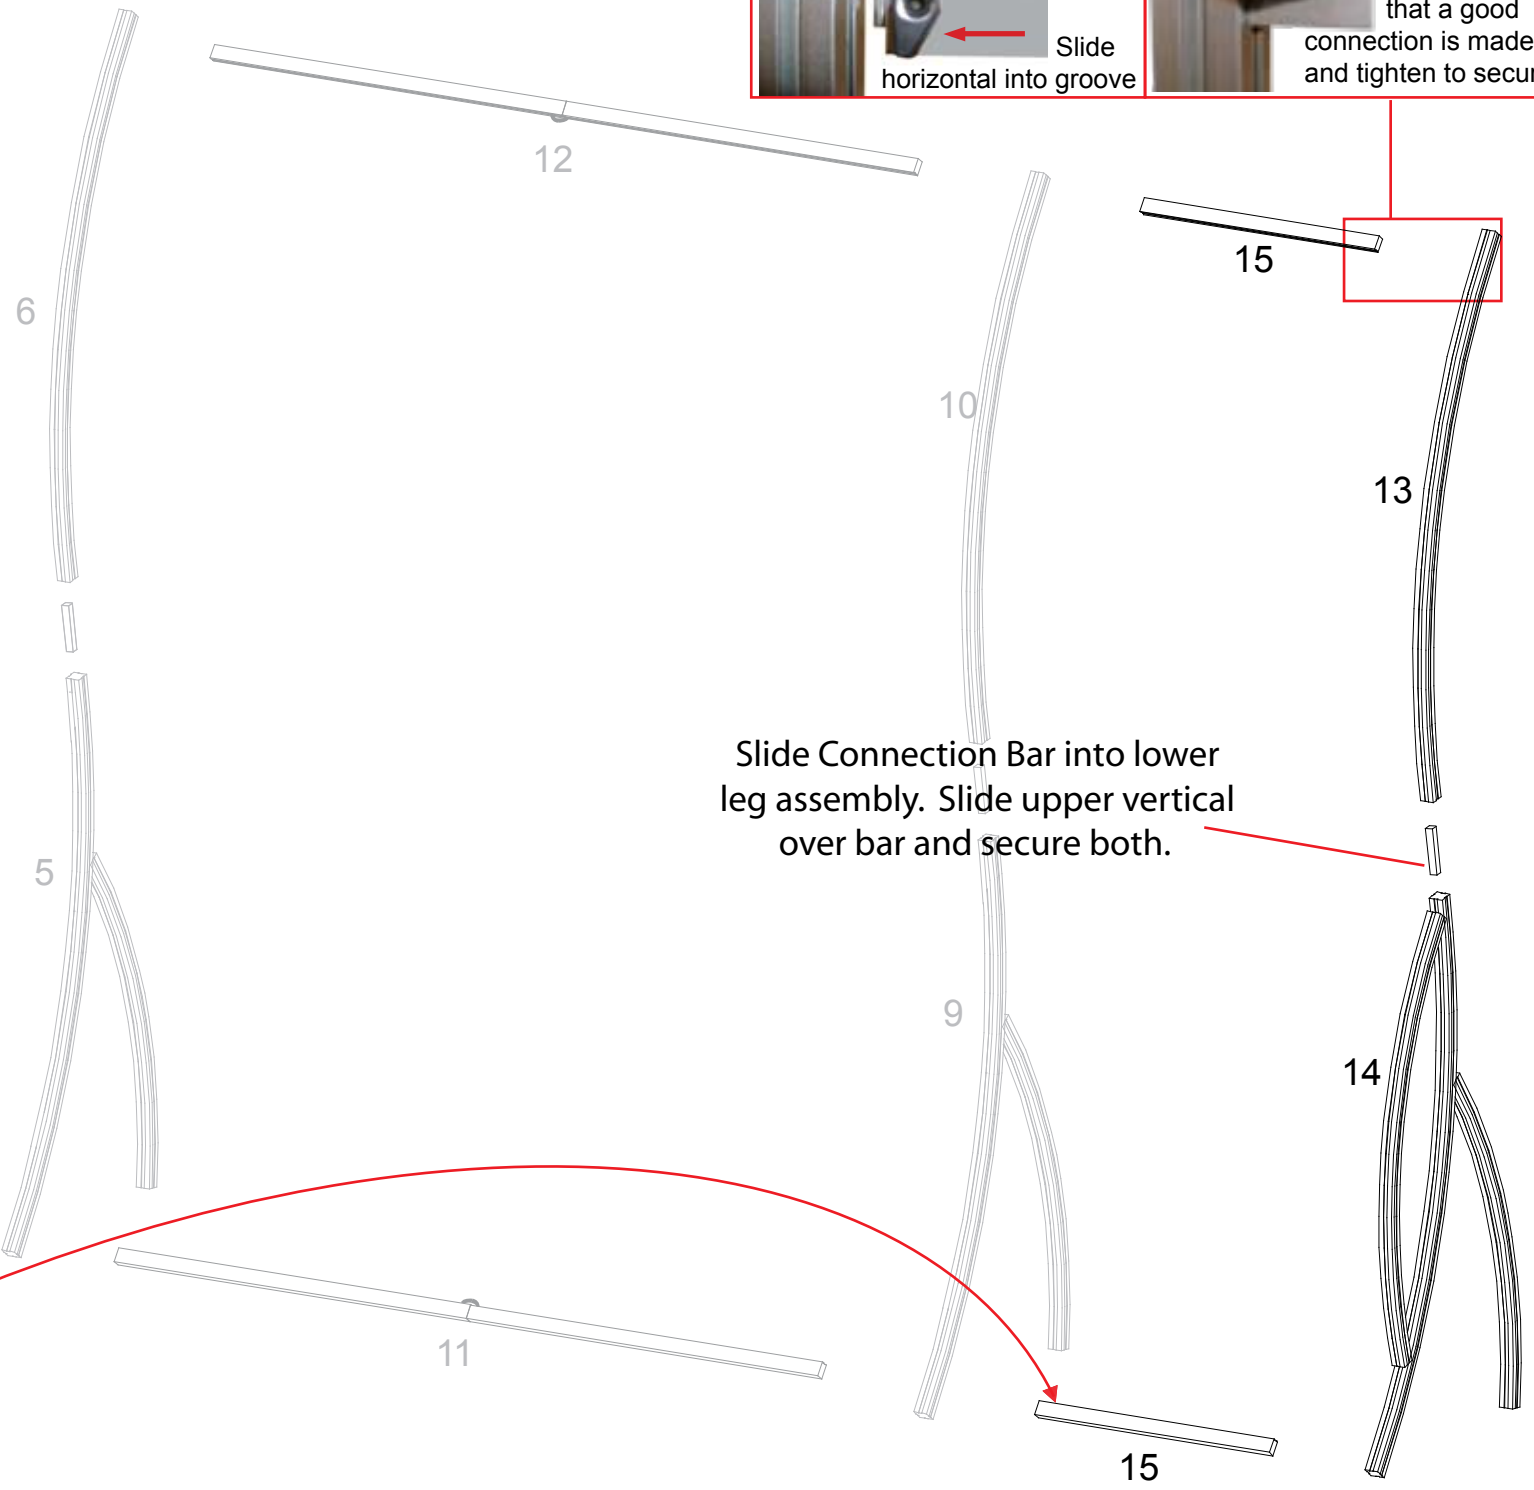 Slide
horizontal into groove
that a good
connection is made
and tighten to secur
12
15
6
10
13
Slide Connection Bar into lower
leg assembly. Slide upper vertical
over bar and secure both.
5
9
14
11
15